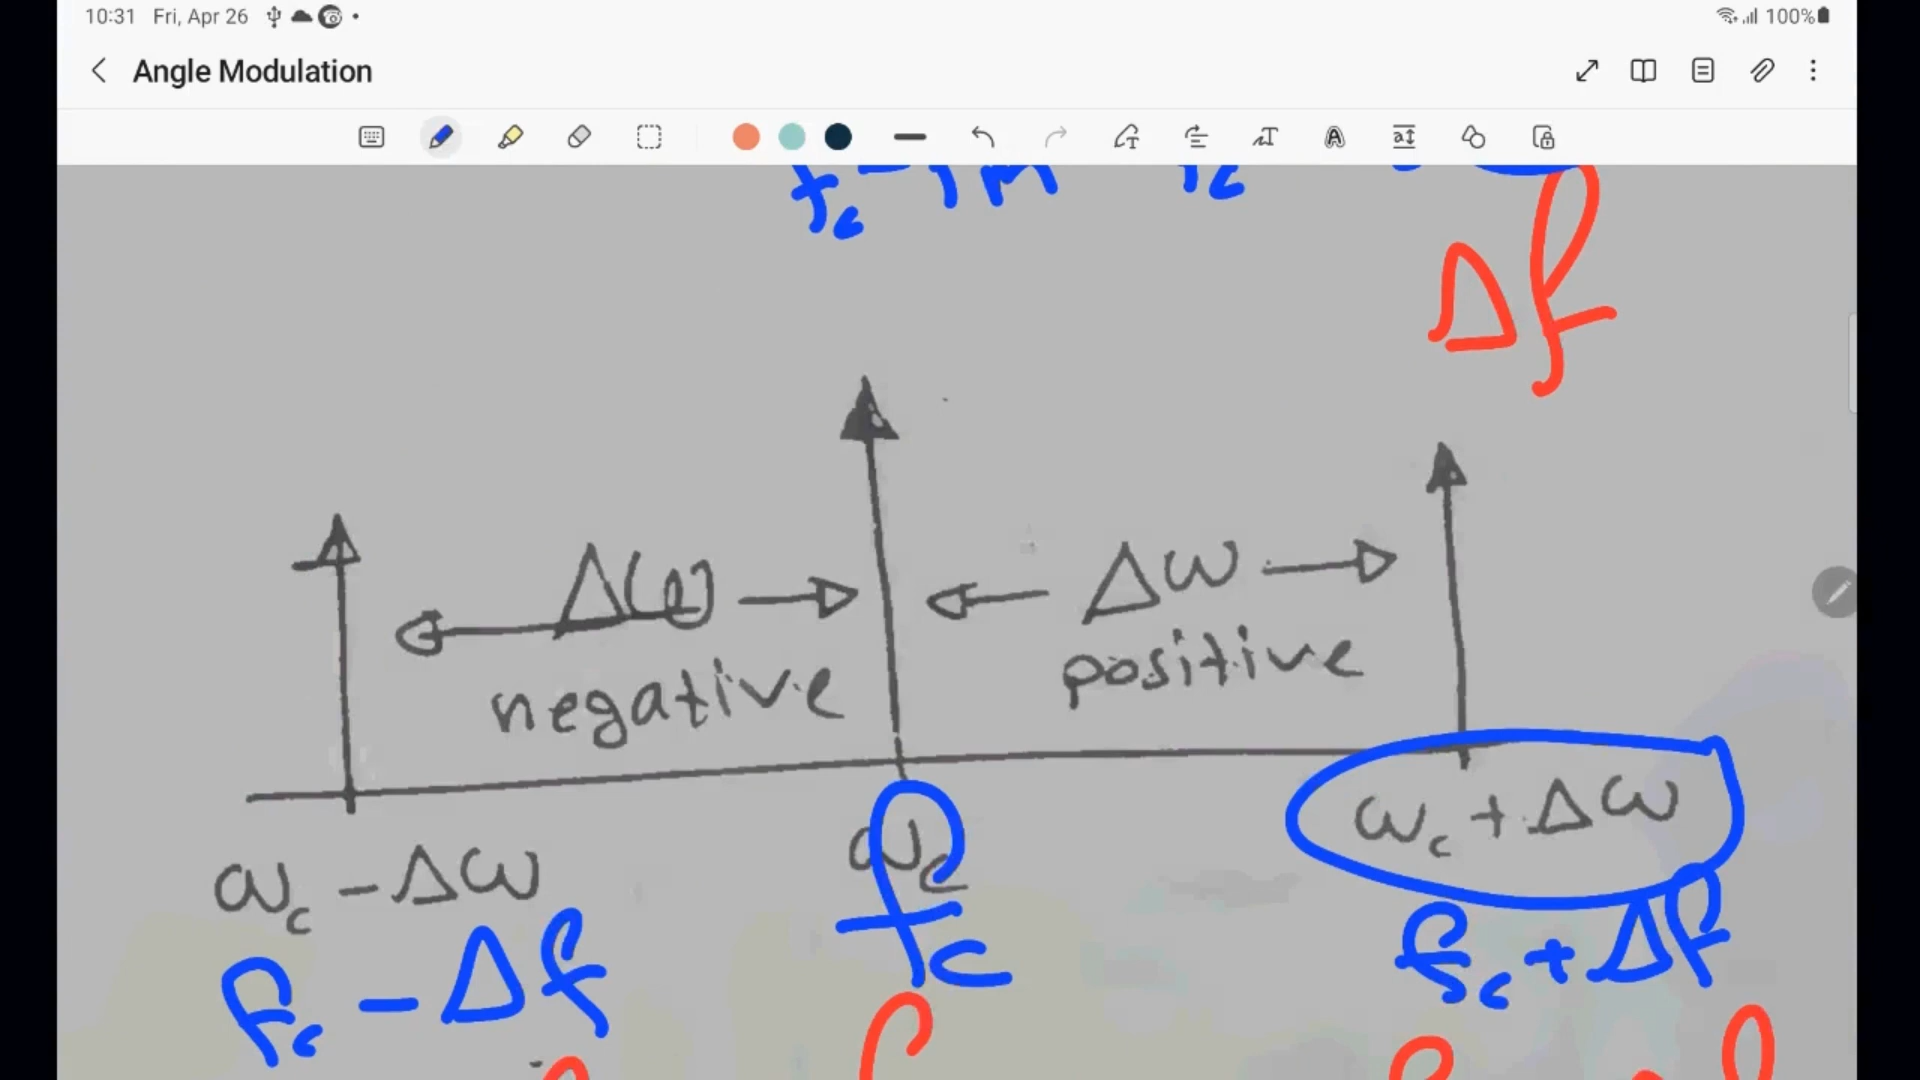 10:31 Fri, Apr 26 100%
Angle Modulation
Δf
Δω Δω
negative positive
ωc - Δω ωc ωc + Δω
fc - Δf fc fc + Δf